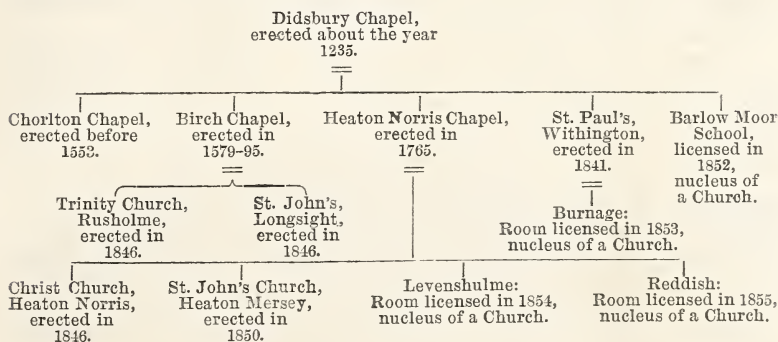 Didsbury Chapel,
erected about the year
1235.
Chorlton Chapel,
erected before
1553.
Birch Chapel,
erected in
1579-95.
Heaton Norris Chapel,
erected in
1765.
St. Paul's,
Withington,
erected in
1841.
Barlow Moor
School,
licensed in
1852,
nucleus of
a Church.
Trinity Church,
Rusholme,
erected in
1846.
St. John's,
Longsight,
erected in
1846.
Burnage:
Room licensed in 1853,
nucleus of a Church.
Christ Church,
Heaton Norris,
erected in
1846.
St. John's Church,
Heaton Mersey,
erected in
1850.
Levenshulme:
Room licensed in 1854,
nucleus of a Church.
Reddish:
Room licensed in 1855,
nucleus of a Church.